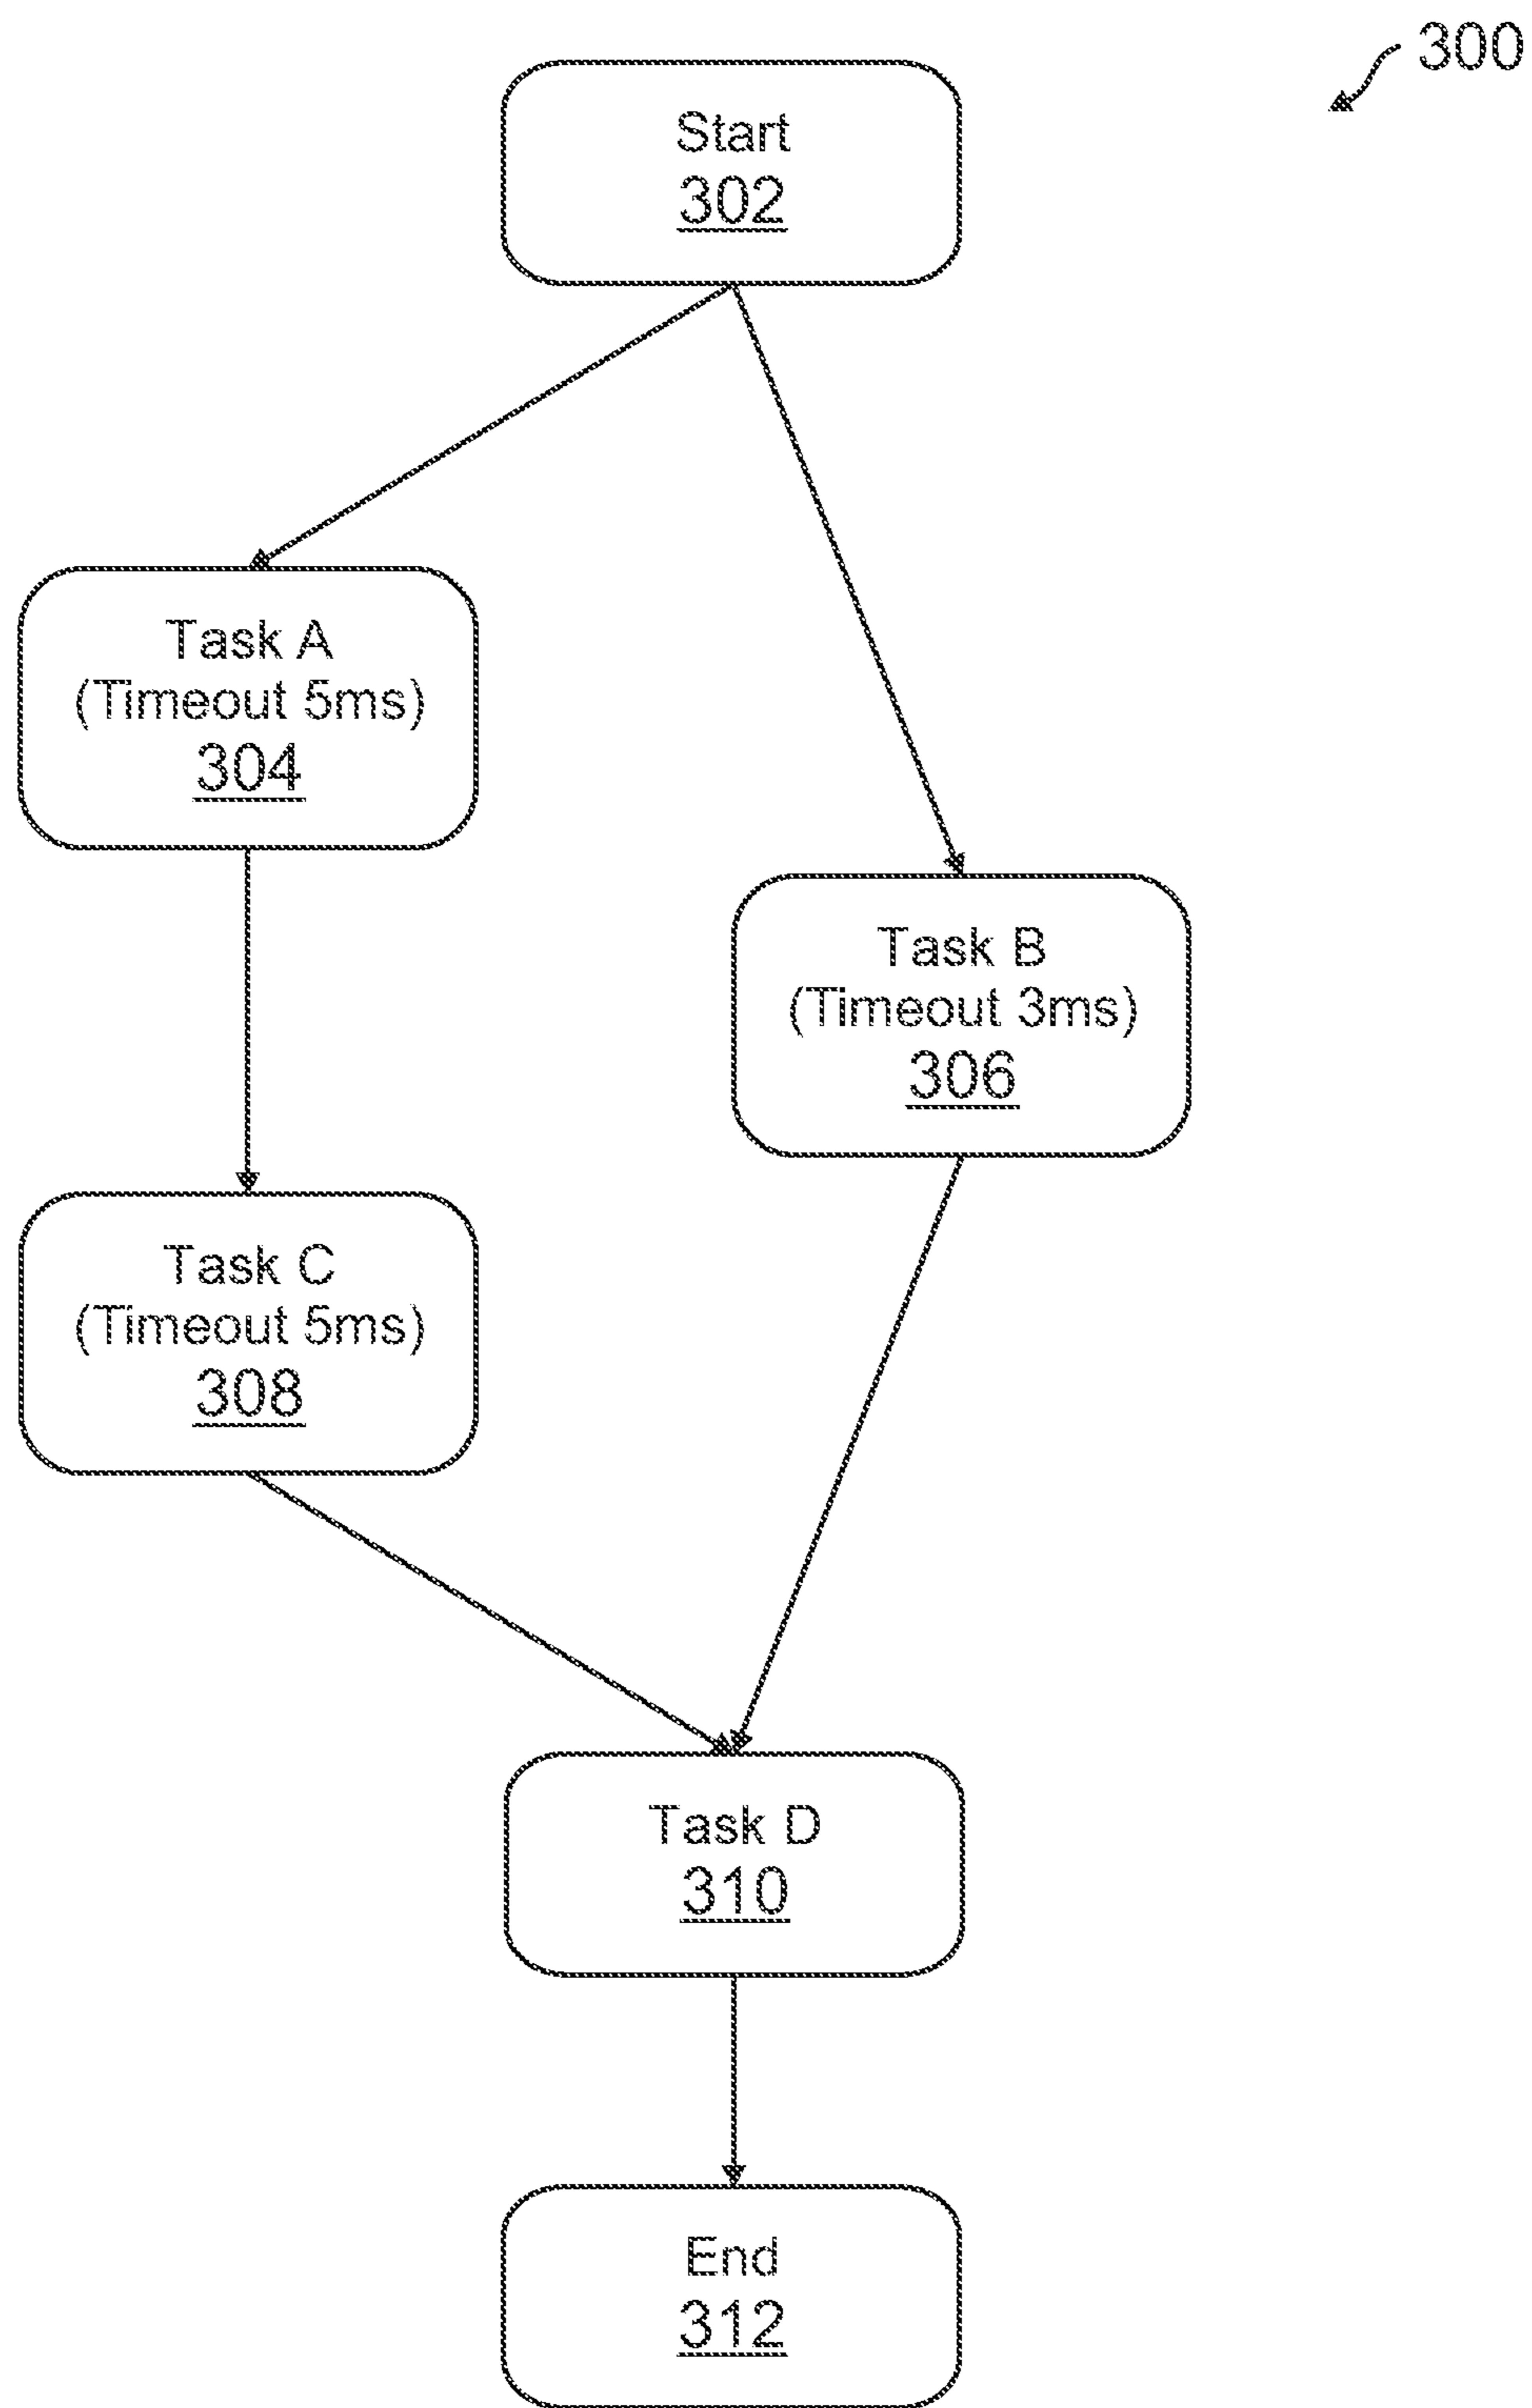 300
Start
302
Task A
(Timeout 5ms)
304
Task B
(Timeout 3ms)
306
Task C
(Timeout 5ms)
308
Task D
310
End
312